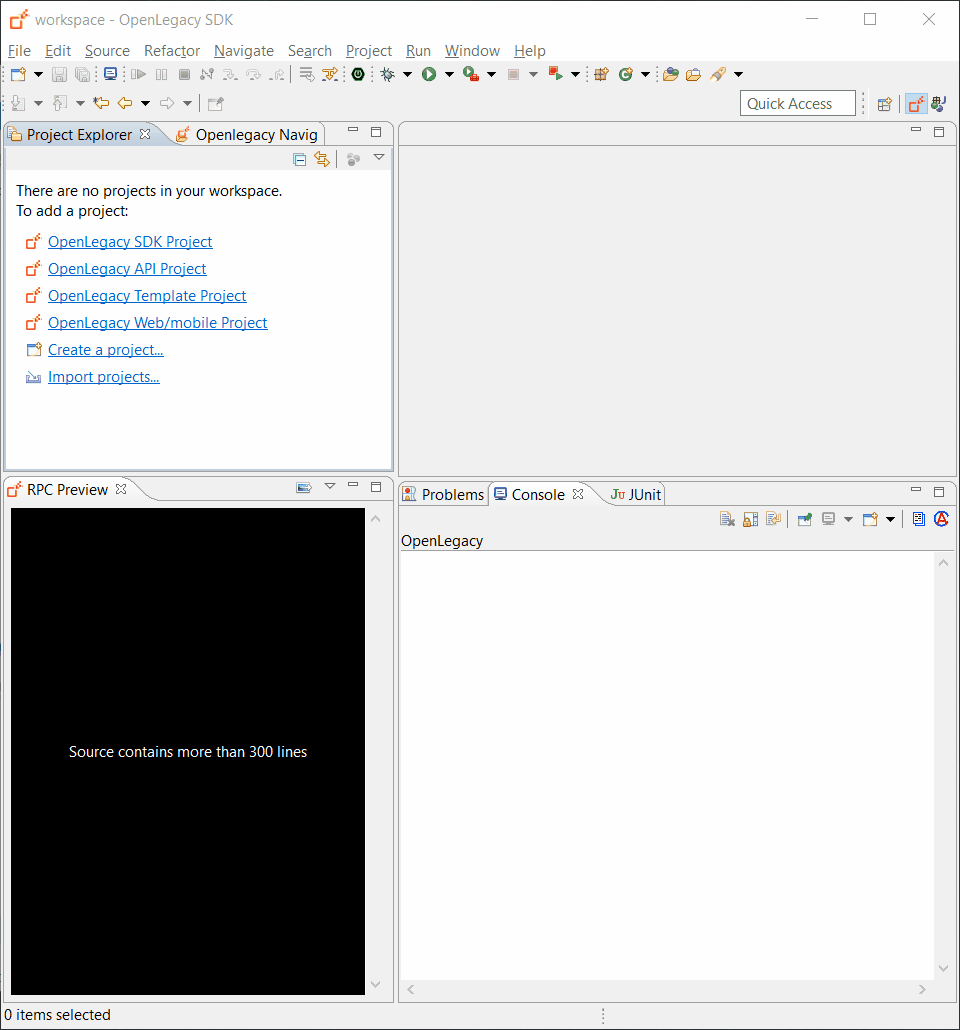 workspace - OpenLegacy SDK
File Edit Source Refactor Navigate Search Project Run Window Help
Quick Access
Project Explorer
Openlegacy Navig
There are no projects in your workspace.
To add a project:
OpenLegacy SDK Project
OpenLegacy API Project
OpenLegacy Template Project
OpenLegacy Web/mobile Project
Create a project...
Import projects...
RPC Preview
Source contains more than 300 lines
Problems
Console
JUnit
OpenLegacy
0 items selected